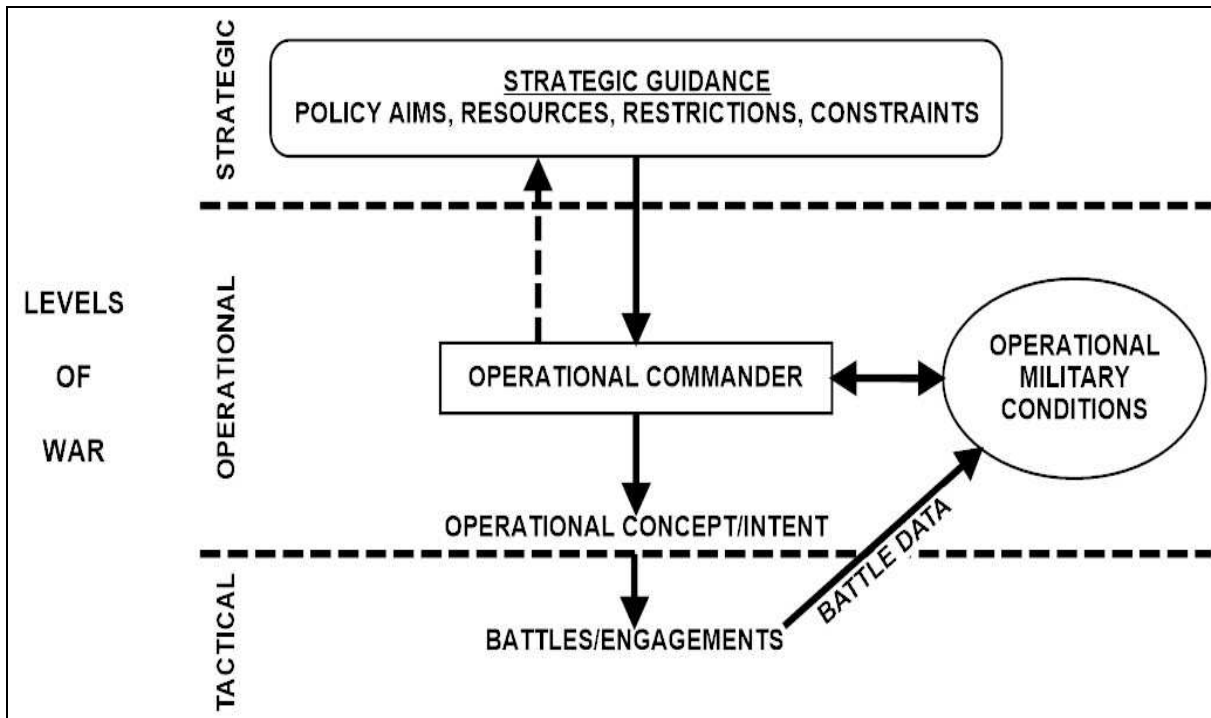 STRATEGIC
STRATEGIC GUIDANCE
POLICY AIMS, RESOURCES, RESTRICTIONS, CONSTRAINTS
LEVELS
OF
WAR
OPERATIONAL
OPERATIONAL COMMANDER
OPERATIONAL
MILITARY
CONDITIONS
OPERATIONAL CONCEPT/INTENT
BATTLE DATA
TACTICAL
BATTLES/ENGAGEMENTS